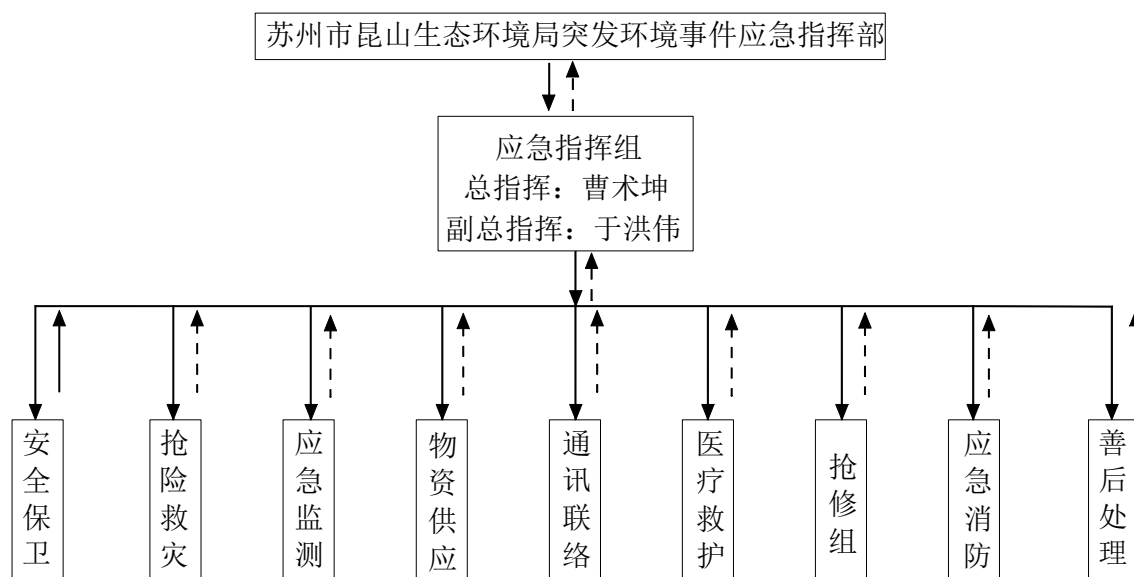 苏州市昆山生态环境局突发环境事件应急指挥部
应急指挥组
总指挥：曹术坤
副总指挥：于洪伟
安全保卫
抢险救灾
应急监测
物资供应
通讯联络
医疗救护
抢修组
应急消防
善后处理